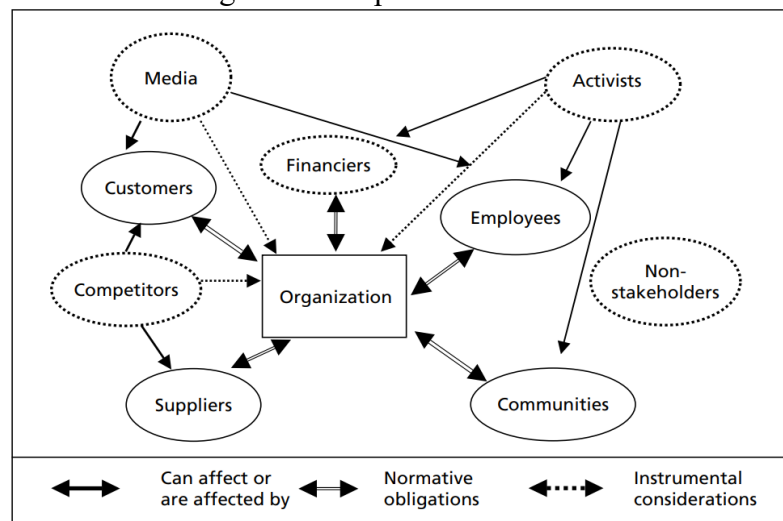 Media
Activists
Financiers
Customers
Employees
Non-
stakeholders
Competitors
Organization
Suppliers
Communities
Can affect or
are affected by
Normative
obligations
Instrumental
considerations